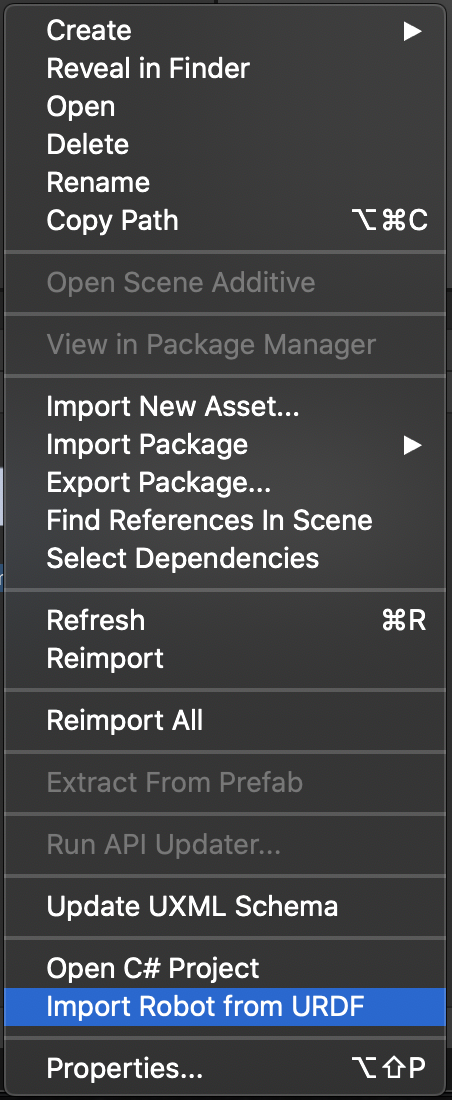 Create ▶
Reveal in Finder
Open
Delete
Rename
Copy Path ⌥⌘C
Open Scene Additive
View in Package Manager
Import New Asset...
Import Package ▶
Export Package...
Find References In Scene
Select Dependencies
Refresh ⌘R
Reimport
Reimport All
Extract From Prefab
Run API Updater...
Update UXML Schema
Open C# Project
Import Robot from URDF
Properties... ⌥⇧P